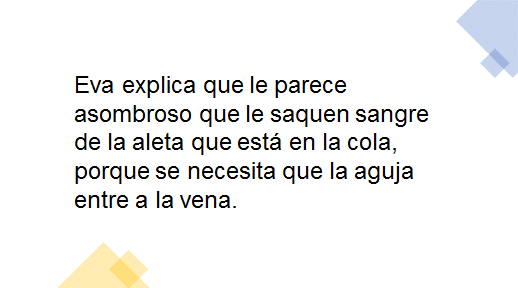 Eva explica que le parece
asombroso que le saquen sangre
de la aleta que está en la cola,
porque se necesita que la aguja
entre a la vena.